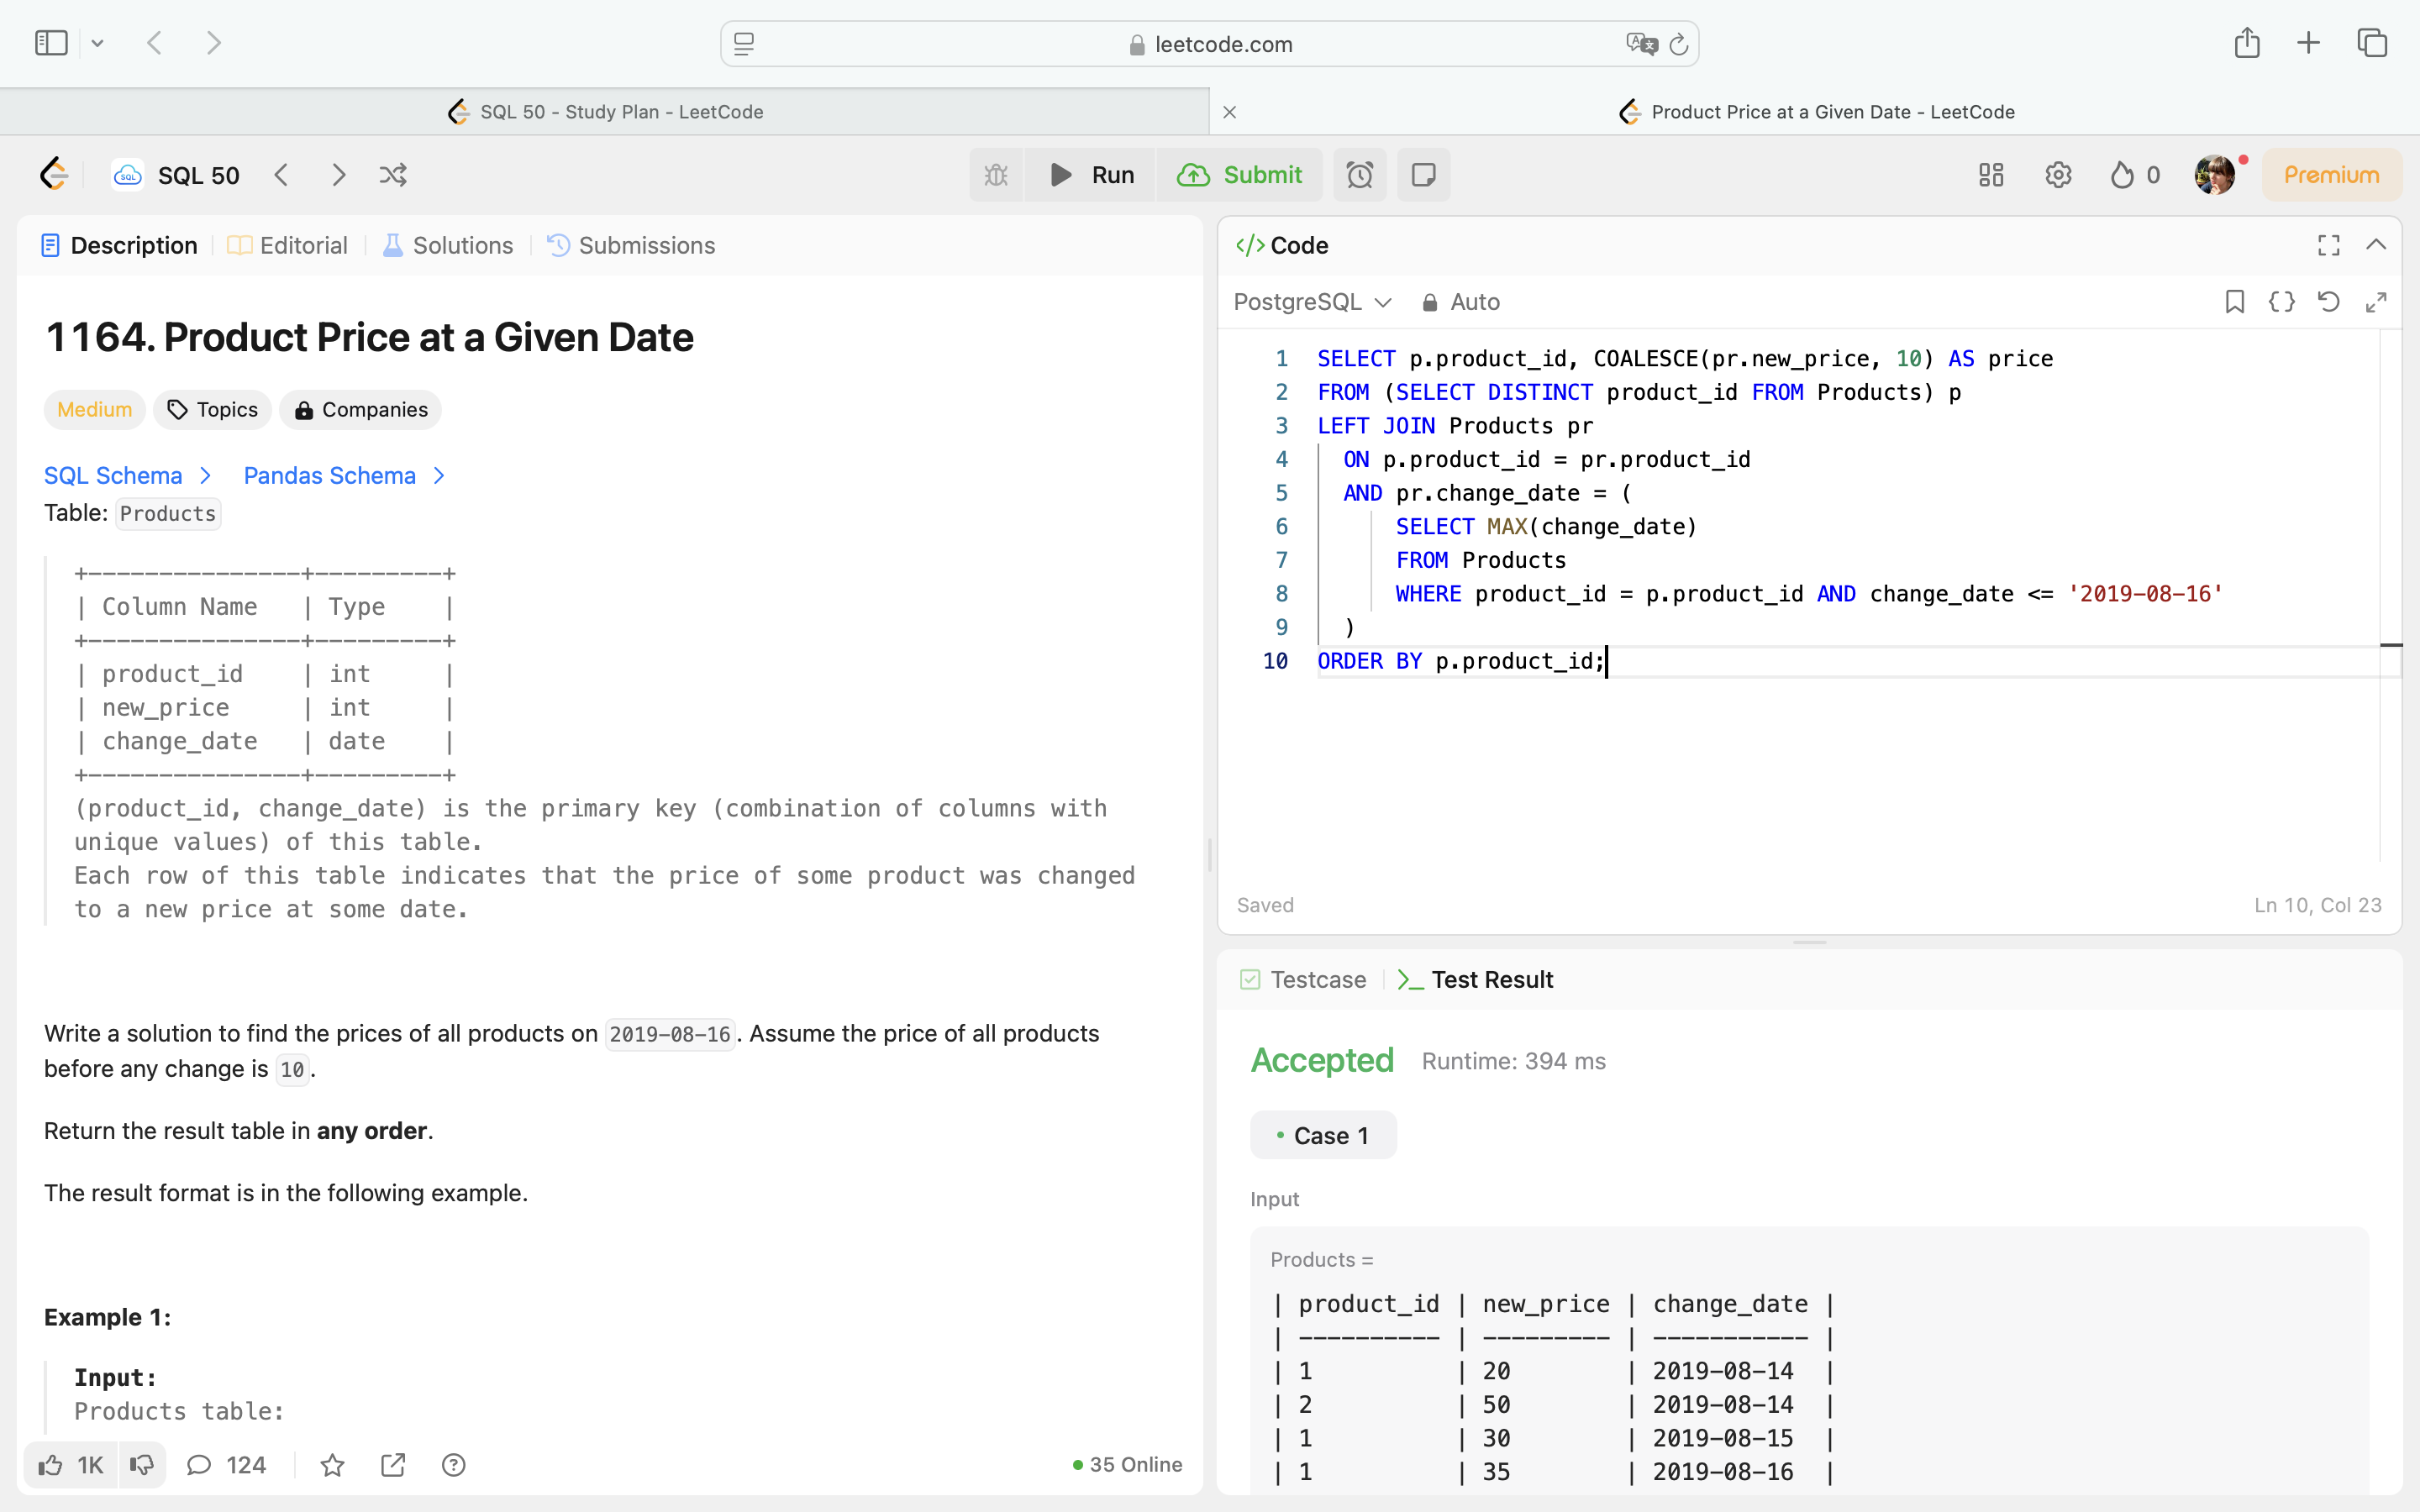 leetcode.com
SQL 50 - Study Plan - LeetCode
Product Price at a Given Date - LeetCode
SQL 50
Run
Submit
0
Premium
Description
Editorial
Solutions
Submissions
1164. Product Price at a Given Date
Medium
Topics
Companies
SQL Schema
Pandas Schema
Table: Products
+---------------+---------+
| Column Name   | Type    |
+---------------+---------+
| product_id    | int     |
| new_price     | int     |
| change_date   | date    |
+---------------+---------+
(product_id, change_date) is the primary key (combination of columns with
unique values) of this table.
Each row of this table indicates that the price of some product was changed
to a new price at some date.
Write a solution to find the prices of all products on 2019-08-16. Assume the price of all products
before any change is 10.
Return the result table in any order.
The result format is in the following example.
Example 1:
Input:
Products table:
1K
124
35 Online
Code
PostgreSQL
Auto
1 SELECT p.product_id, COALESCE(pr.new_price, 10) AS price
2 FROM (SELECT DISTINCT product_id FROM Products) p
3 LEFT JOIN Products pr
4 ON p.product_id = pr.product_id
5 AND pr.change_date = (
6 SELECT MAX(change_date)
7 FROM Products
8 WHERE product_id = p.product_id AND change_date <= '2019-08-16'
9 )
10 ORDER BY p.product_id;
Saved
Ln 10, Col 23
Testcase
Test Result
Accepted
Runtime: 394 ms
Case 1
Input
Products =
| product_id | new_price | change_date |
| ---------- | --------- | ----------- |
| 1          | 20        | 2019-08-14  |
| 2          | 50        | 2019-08-14  |
| 1          | 30        | 2019-08-15  |
| 1          | 35        | 2019-08-16  |